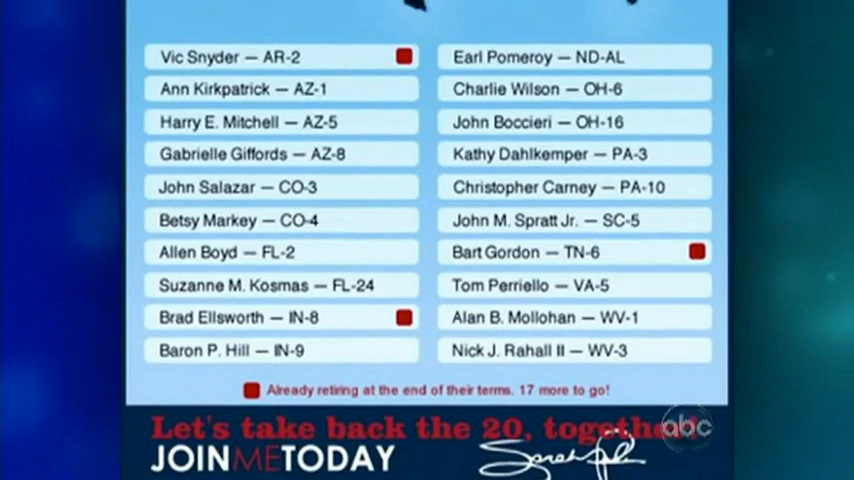 Vic Snyder — AR-2
Ann Kirkpatrick — AZ-1
Harry E. Mitchell — AZ-5
Gabrielle Giffords — AZ-8
John Salazar — CO-3
Betsy Markey — CO-4
Allen Boyd — FL-2
Suzanne M. Kosmas — FL-24
Brad Ellsworth — IN-8
Baron P. Hill — IN-9
Earl Pomeroy — ND-AL
Charlie Wilson — OH-6
John Boccieri — OH-16
Kathy Dahlkemper — PA-3
Christopher Carney — PA-10
John M. Spratt Jr. — SC-5
Bart Gordon — TN-6
Tom Perriello — VA-5
Alan B. Mollohan — WV-1
Nick J. Rahall II — WV-3
Already retiring at the end of their terms. 17 more to go!
Let's take back the 20, together!
abc
JOINMETODAY